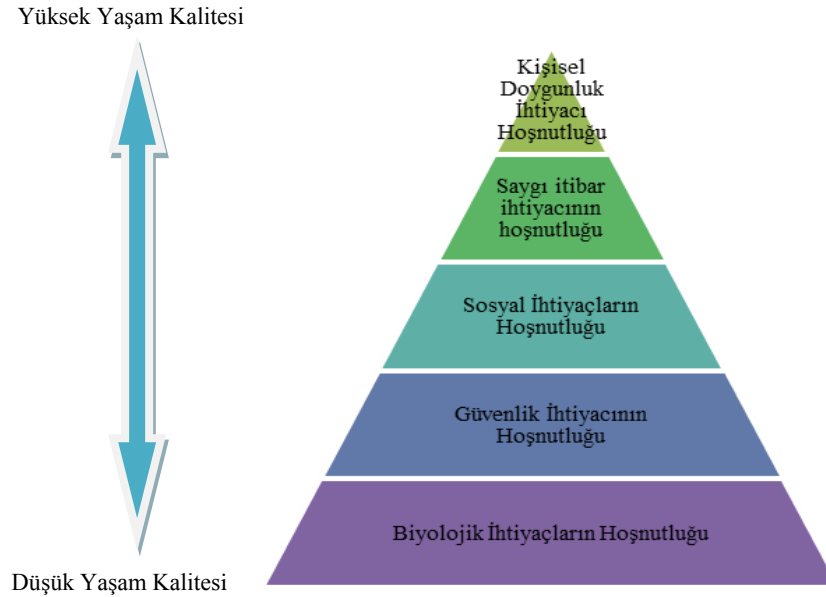 Yüksek Yaşam Kalitesi
Kişisel
Doygunluk
İhtiyacı
Hoşnutluğu
Saygı itibar
ihtiyacının
hoşnutluğu
Sosyal İhtiyaçların
Hoşnutluğu
Güvenlik İhtiyacının
Hoşnutluğu
Biyolojik İhtiyaçların Hoşnutluğu
Düşük Yaşam Kalitesi